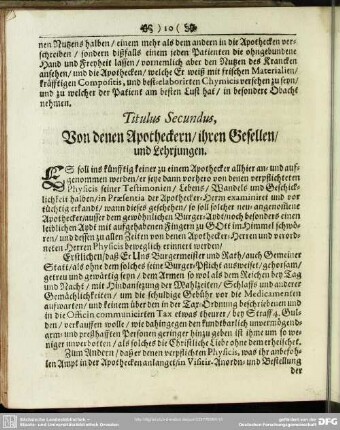 10
nen Nutzens halben / einem mehr als dem andern in die Apothecken ver-
schreiben / sondern dißfalls einem jeden Patienten die ohngebundene
Hand und Freyheit lassen / vornemlich aber den Nutzen des Krancken
ansehen / und die Apothecken / welche Er weiß mit frischen Materialien /
kräfftigen Compositis, und best-elaborirten Chymicis versehen zu seyn /
und zu welcher der Patient am besten Lust hat / in besondere Obacht
nehmen.
Titulus Secundus,
Von denen Apotheckern / ihren Gesellen /
und Lehrjungen.
ES soll ins künfftig keiner zu einem Apothecker allhier an- und auf-
genommen werden / er seye dann vorhero von denen verpflichteten
Physicis seiner Testimonien / Lebens / Wandels und Geschick-
lichkeit halben / in Præsentia der Apothecker-Herrn examiniret und vor
tüchtig erkandt / wann dieses geschehen / so soll solcher neu-angenommene
Apothecker / ausser dem gewöhnlichen Burger-Aydt / noch besonders einen
leiblichen Aydt mit aufgehabenen Fingern zu GOtt im Himmel schwö-
ren / und dessen zu allen Zeiten von denen Apothecker-Herren und verord-
neten Herren Physicis beweglich erinnert werden /
Erstlichen / daß Er Uns Burgermeister und Rath / auch Gemeiner
Statt / als ohne dem solches seine Burger-Pflicht ausweiset / gehorsam /
getreu und gewärtig seyn / dem Armen so wol als dem Reichen bey Tag
und Nacht / mit Hindansetzung der Mahlzeiten / Schlaffs und anderer
Gemächlichkeiten / um die schuldige Gebühr vor die Medicamenten
aufwarten / und keinem über den in der Tax-Ordnung beschriebenen und
in die Officin communicirten Tax etwas theurer / bey Straff 4. Gul-
den / verkauffen wolle / wie dahingegen den kundtbarlich unvermögend-
arm- und preßhafften Personen geringer hinzugeben ist ihme um so we-
niger unverbotten / als solches die Christliche Liebe ohne dem erheischet.
Zum Andern / daß er denen verpflichten Physicis, was ihr anbefoh-
len Ampt in der Apothecken anlanget / in Visitir- Anordn- und Bestellung
der